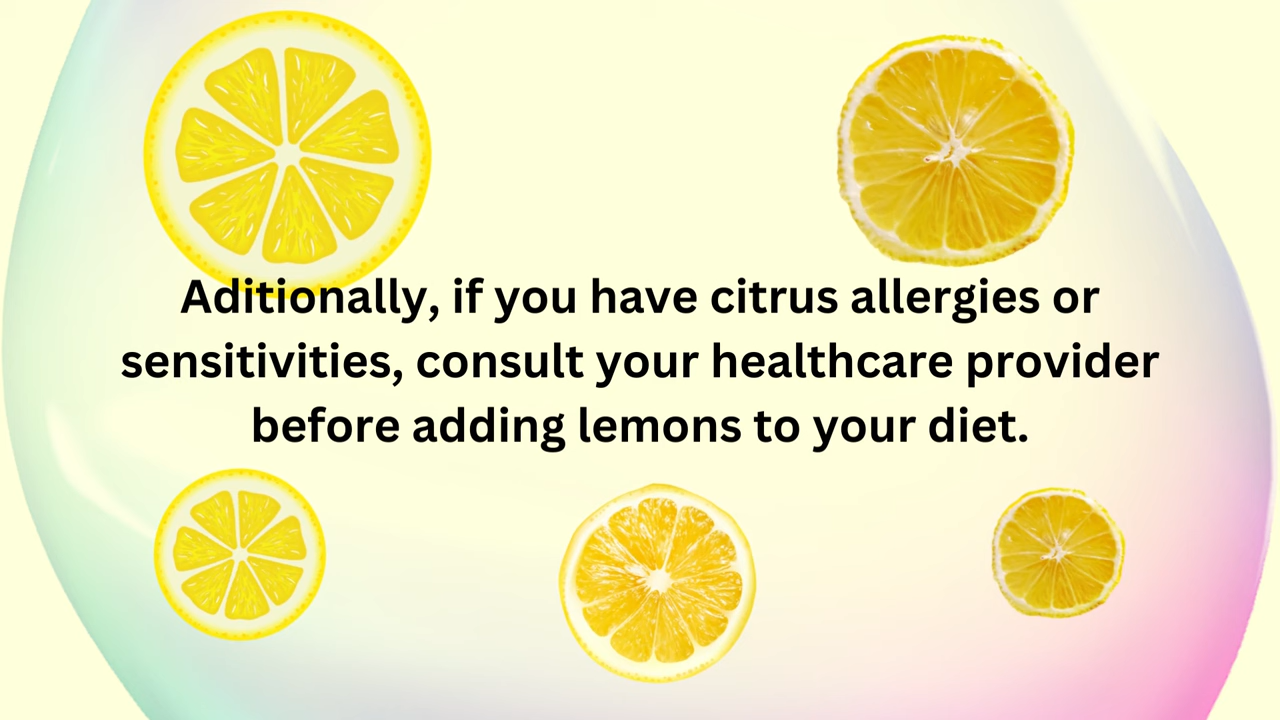 Aditionally, if you have citrus allergies or
sensitivities, consult your healthcare provider
before adding lemons to your diet.